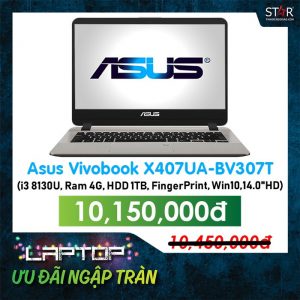 STAR
ASUS
ASUS
Asus Vivobook X407UA-BV307T
(i3 8130U, Ram 4G, HDD 1TB, FingerPrint, Win10,14.0"HD)
10,150,000đ
10,450,000đ
LAPTOP
ƯU ĐÃI NGẬP TRÀN